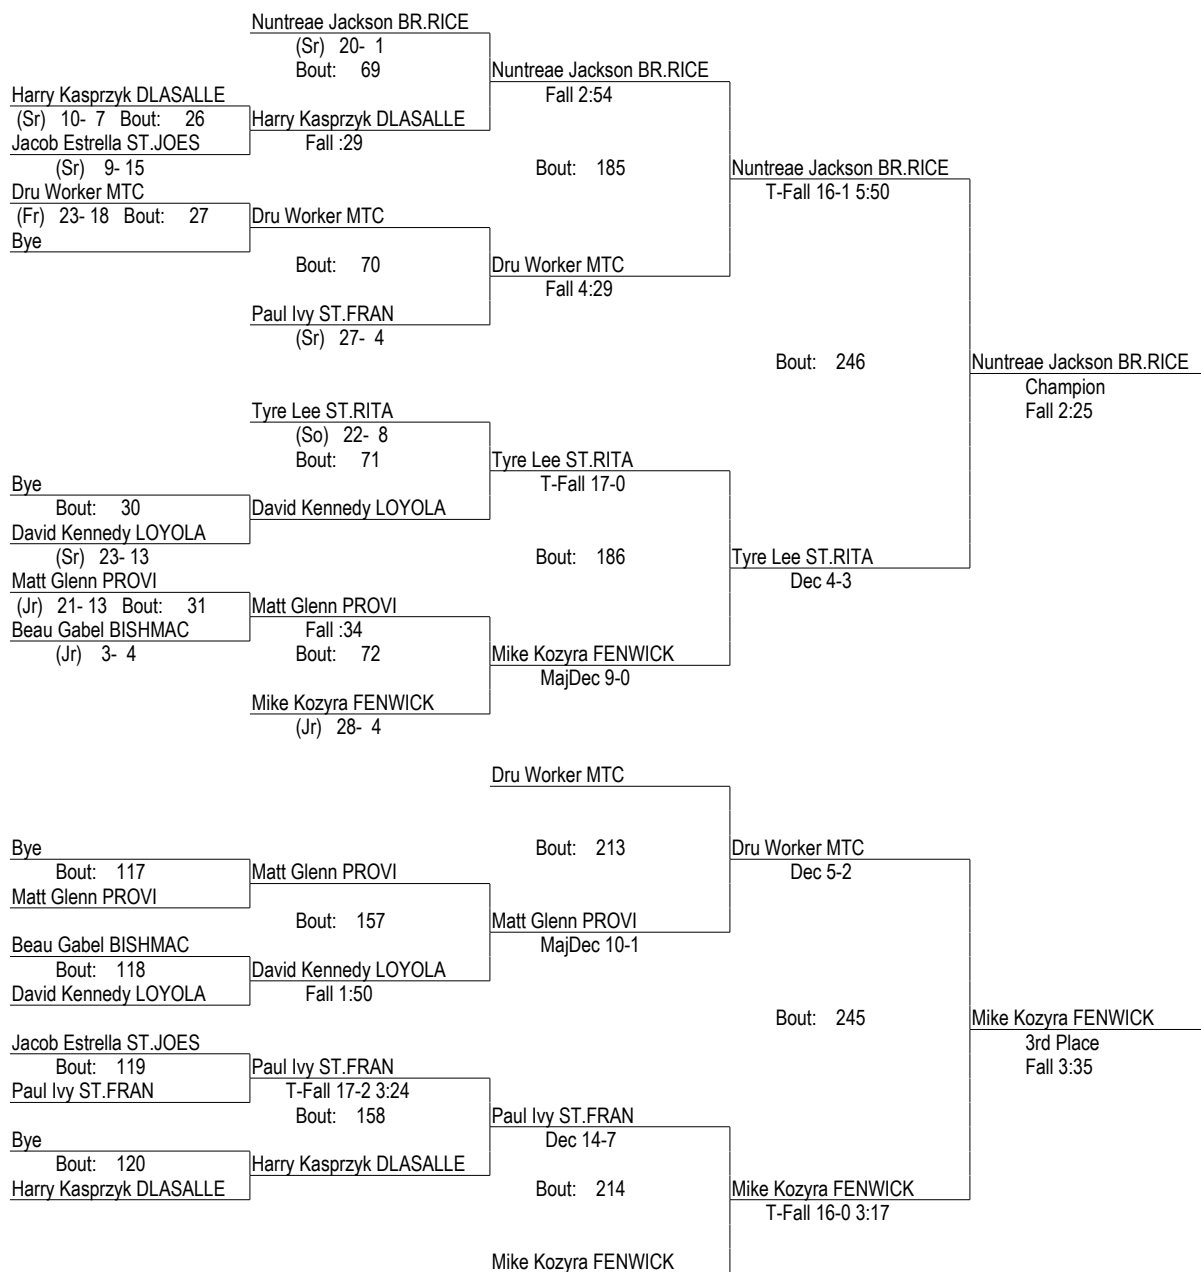 Nuntreae Jackson BR.RICE
(Sr) 20- 1
Bout: 69
Nuntreae Jackson BR.RICE
Fall 2:54
Harry Kasprzyk DLASALLE
(Sr) 10- 7 Bout: 26
Harry Kasprzyk DLASALLE
Fall :29
Jacob Estrella ST.JOES
(Sr) 9- 15
Bout: 185
Nuntreae Jackson BR.RICE
T-Fall 16-1 5:50
Dru Worker MTC
(Fr) 23- 18 Bout: 27
Dru Worker MTC
Bye
Bout: 70
Dru Worker MTC
Fall 4:29
Paul Ivy ST.FRAN
(Sr) 27- 4
Bout: 246
Nuntreae Jackson BR.RICE
Champion
Fall 2:25
Tyre Lee ST.RITA
(So) 22- 8
Bout: 71
Tyre Lee ST.RITA
T-Fall 17-0
Bye
Bout: 30
David Kennedy LOYOLA
David Kennedy LOYOLA
(Sr) 23- 13
Bout: 186
Tyre Lee ST.RITA
Dec 4-3
Matt Glenn PROVI
(Jr) 21- 13 Bout: 31
Matt Glenn PROVI
Fall :34
Beau Gabel BISHMAC
(Jr) 3- 4
Bout: 72
Mike Kozyra FENWICK
MajDec 9-0
Mike Kozyra FENWICK
(Jr) 28- 4
Dru Worker MTC
Bout: 213
Dru Worker MTC
Dec 5-2
Bye
Bout: 117
Matt Glenn PROVI
Matt Glenn PROVI
Bout: 157
Matt Glenn PROVI
MajDec 10-1
Beau Gabel BISHMAC
Bout: 118
David Kennedy LOYOLA
Fall 1:50
David Kennedy LOYOLA
Bout: 245
Mike Kozyra FENWICK
3rd Place
Fall 3:35
Jacob Estrella ST.JOES
Bout: 119
Paul Ivy ST.FRAN
T-Fall 17-2 3:24
Paul Ivy ST.FRAN
Bout: 158
Paul Ivy ST.FRAN
Dec 14-7
Bye
Bout: 120
Harry Kasprzyk DLASALLE
Harry Kasprzyk DLASALLE
Bout: 214
Mike Kozyra FENWICK
T-Fall 16-0 3:17
Mike Kozyra FENWICK